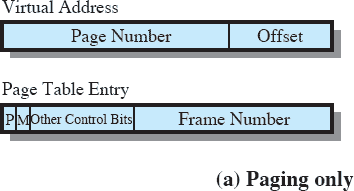 Virtual Address
Page Number Offset
Page Table Entry
P M Other Control Bits Frame Number
(a) Paging only